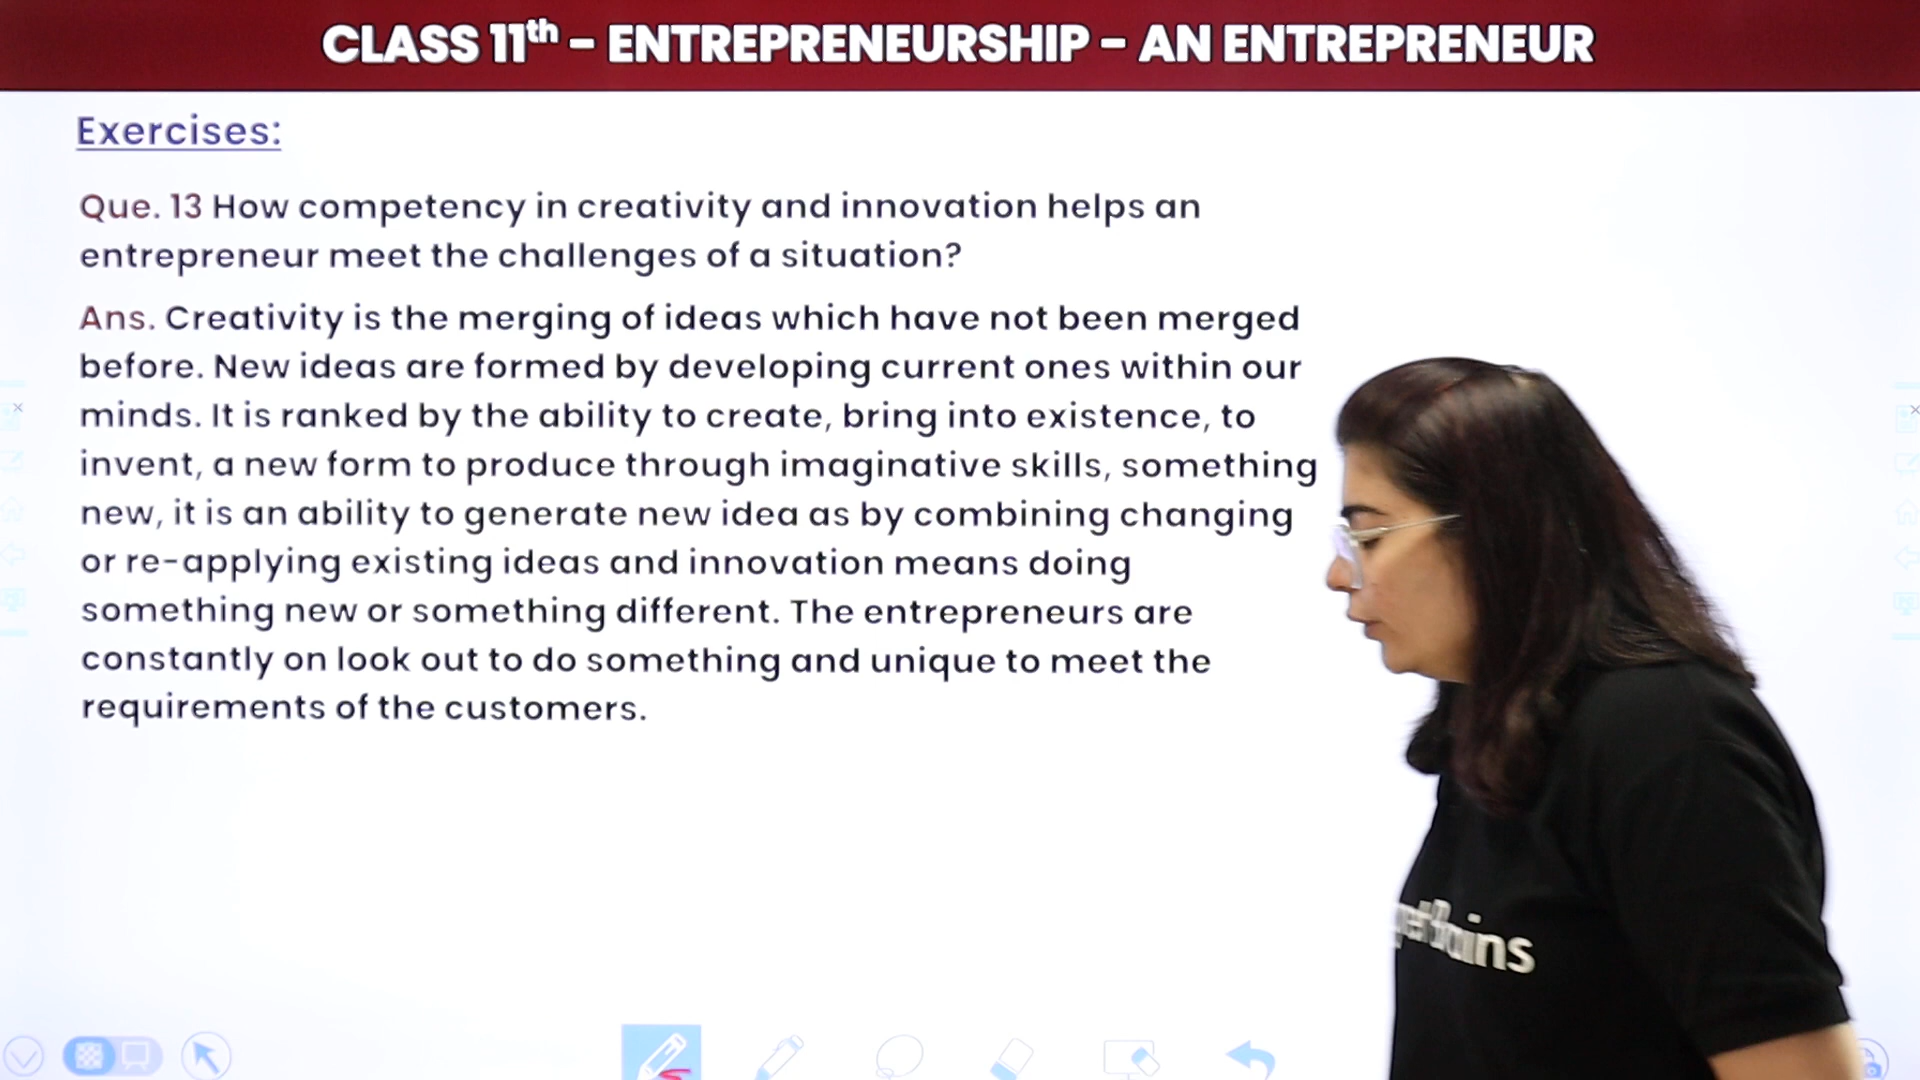 CLASS 11th – ENTREPRENEURSHIP – AN ENTREPRENEUR
Exercises:
Que. 13 How competency in creativity and innovation helps an
entrepreneur meet the challenges of a situation?
Ans. Creativity is the merging of ideas which have not been merged
before. New ideas are formed by developing current ones within our
minds. It is ranked by the ability to create, bring into existence, to
invent, a new form to produce through imaginative skills, something
new, it is an ability to generate new idea as by combining changing
or re-applying existing ideas and innovation means doing
something new or something different. The entrepreneurs are
constantly on look out to do something and unique to meet the
requirements of the customers.